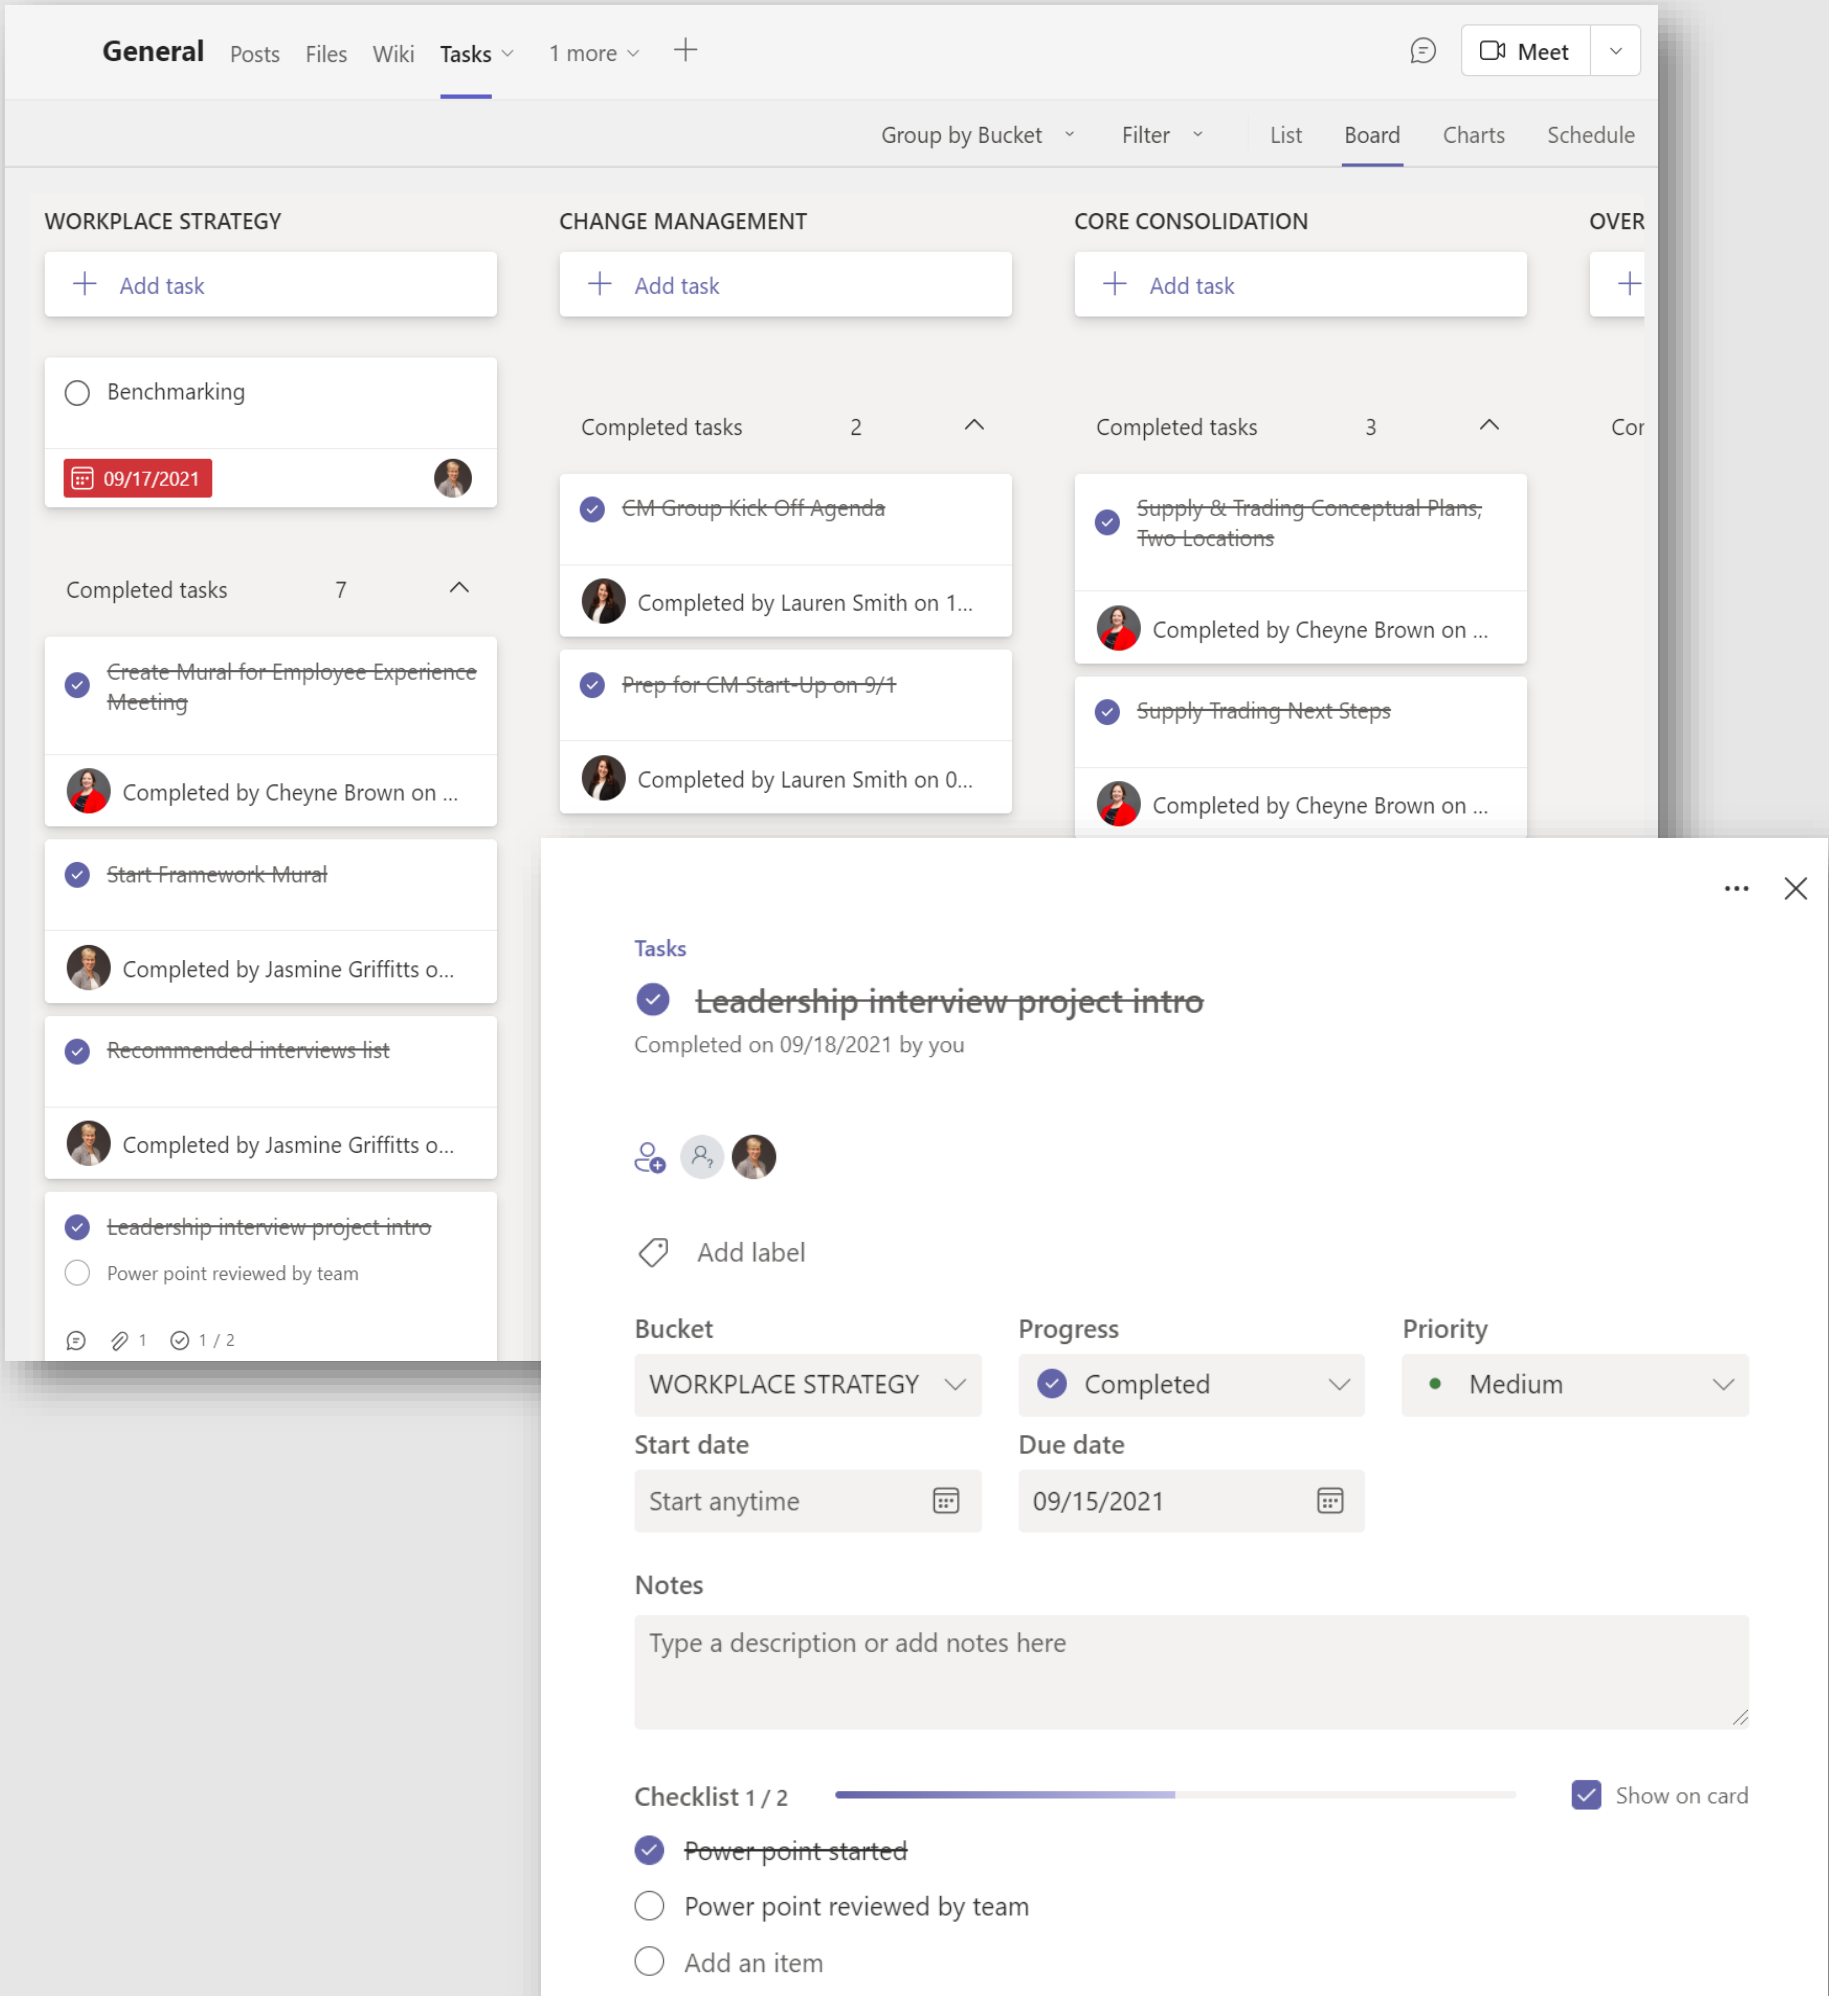 General Posts Files Wiki Tasks 1 more Meet
Group by Bucket Filter List Board Charts Schedule
WORKPLACE STRATEGY
Add task
Benchmarking
09/17/2021
Completed tasks 7
Create Mural for Employee Experience
Meeting
Completed by Cheyne Brown on ...
Start Framework Mural
Completed by Jasmine Griffitts o...
Recommended interviews list
Completed by Jasmine Griffitts o...
Leadership interview project intro
Power point reviewed by team
1 1 / 2
CHANGE MANAGEMENT
Add task
Completed tasks 2
CM Group Kick Off Agenda
Completed by Lauren Smith on 1...
Prep for CM Start-Up on 9/1
Completed by Lauren Smith on 0...
CORE CONSOLIDATION
Add task
Completed tasks 3
Supply & Trading Conceptual Plans,
Two Locations
Completed by Cheyne Brown on ...
Supply Trading Next Steps
Completed by Cheyne Brown on ...
OVER
Cor
Tasks
Leadership interview project intro
Completed on 09/18/2021 by you
Add label
Bucket Progress Priority
WORKPLACE STRATEGY Completed Medium
Start date Due date
Start anytime 09/15/2021
Notes
Type a description or add notes here
Checklist 1 / 2 Show on card
Power point started
Power point reviewed by team
Add an item